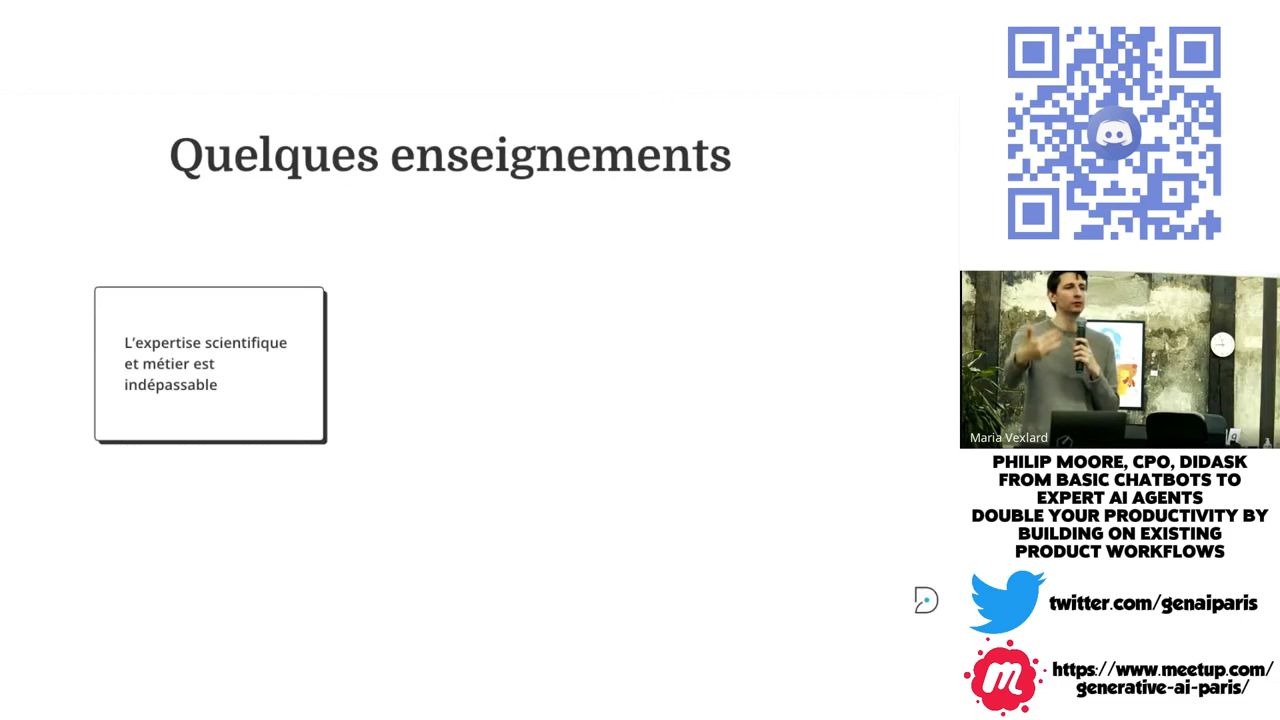 Quelques enseignements
L’expertise scientifique
et métier est
indépassable
Maria Vexlard
PHILIP MOORE, CPO, DIDASK
FROM BASIC CHATBOTS TO
EXPERT AI AGENTS
DOUBLE YOUR PRODUCTIVITY BY
BUILDING ON EXISTING
PRODUCT WORKFLOWS
twitter.com/genaiparis
https://www.meetup.com/
generative-ai-paris/